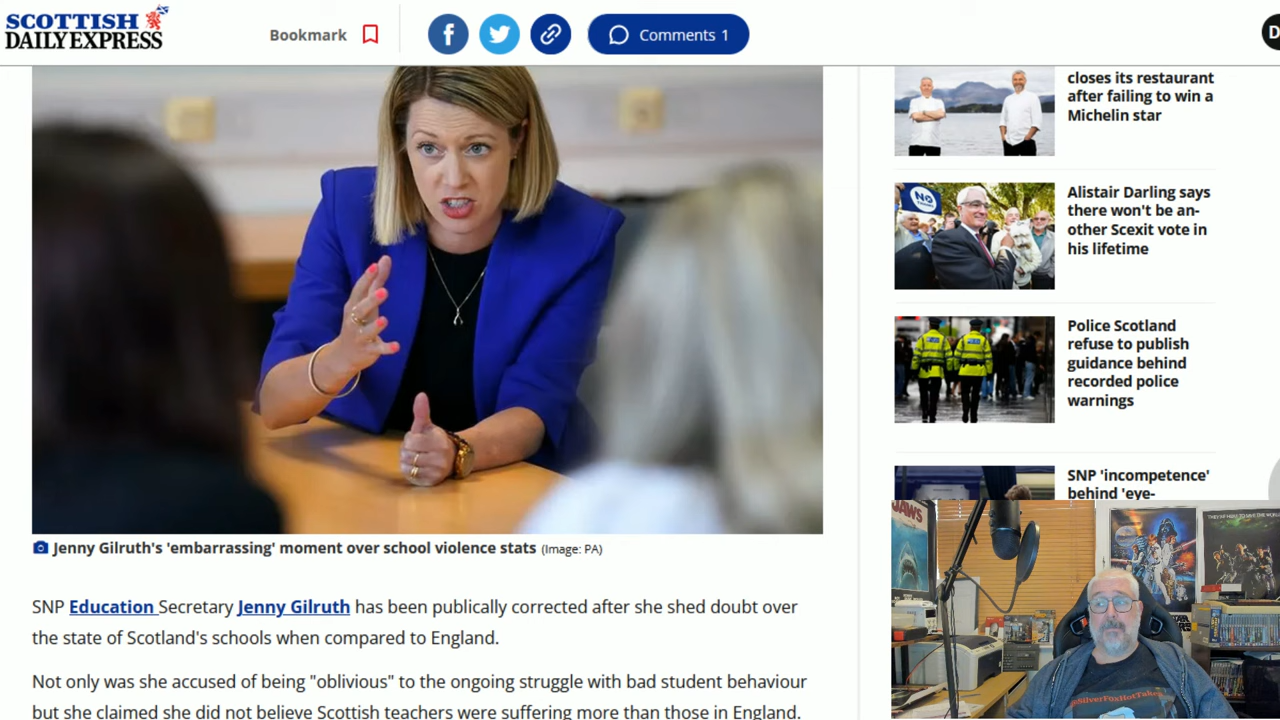 SCOTTISH
DAILY EXPRESS
Bookmark
Comments 1
D
closes its restaurant
after failing to win a
Michelin star
NO
Alistair Darling says
there won't be an-
other Scexit vote in
his lifetime
Police Scotland
refuse to publish
guidance behind
recorded police
warnings
SNP 'incompetence'
behind 'eye-
Jenny Gilruth's 'embarrassing' moment over school violence stats (Image: PA)
SNP Education Secretary Jenny Gilruth has been publically corrected after she shed doubt over
the state of Scotland's schools when compared to England.
Not only was she accused of being "oblivious" to the ongoing struggle with bad student behaviour
but she claimed she did not believe Scottish teachers were suffering more than those in England.
JAWS
STAR